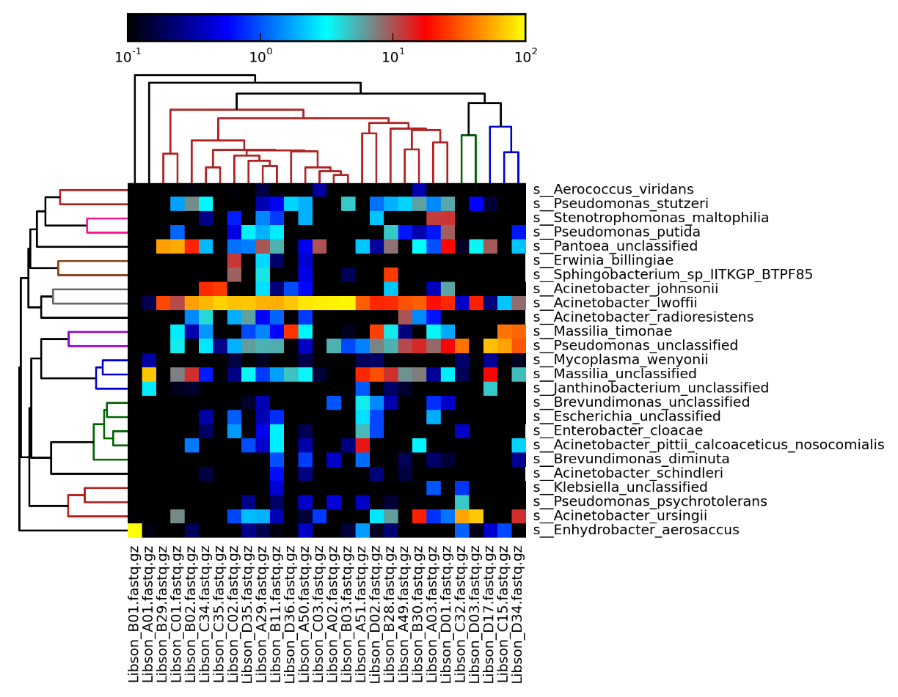 10^-1 10^0 10^1 10^2
s__Aerococcus_viridans
s__Pseudomonas_stutzeri
s__Stenotrophomonas_maltophilia
s__Pseudomonas_putida
s__Pantoea_unclassified
s__Erwinia_billingiae
s__Sphingobacterium_sp_IITKGP_BTPF85
s__Acinetobacter_johnsonii
s__Acinetobacter_lwoffii
s__Acinetobacter_radioresistens
s__Massilia_timonae
s__Pseudomonas_unclassified
s__Mycoplasma_wenyonii
s__Massilia_unclassified
s__Janthinobacterium_unclassified
s__Brevundimonas_unclassified
s__Escherichia_unclassified
s__Enterobacter_cloacae
s__Acinetobacter_pittii_calcoaceticus_nosocomialis
s__Brevundimonas_diminuta
s__Acinetobacter_schindleri
s__Klebsiella_unclassified
s__Pseudomonas_psychrotolerans
s__Acinetobacter_ursingii
s__Enhydrobacter_aerosaccus
Libson_B01.fastq.gz
Libson_A01.fastq.gz
Libson_B29.fastq.gz
Libson_C01.fastq.gz
Libson_B02.fastq.gz
Libson_C34.fastq.gz
Libson_C35.fastq.gz
Libson_C02.fastq.gz
Libson_D35.fastq.gz
Libson_A29.fastq.gz
Libson_B11.fastq.gz
Libson_D36.fastq.gz
Libson_A50.fastq.gz
Libson_C03.fastq.gz
Libson_A02.fastq.gz
Libson_B03.fastq.gz
Libson_A51.fastq.gz
Libson_D02.fastq.gz
Libson_B28.fastq.gz
Libson_A49.fastq.gz
Libson_B30.fastq.gz
Libson_A03.fastq.gz
Libson_D01.fastq.gz
Libson_C32.fastq.gz
Libson_D03.fastq.gz
Libson_D17.fastq.gz
Libson_C15.fastq.gz
Libson_D34.fastq.gz